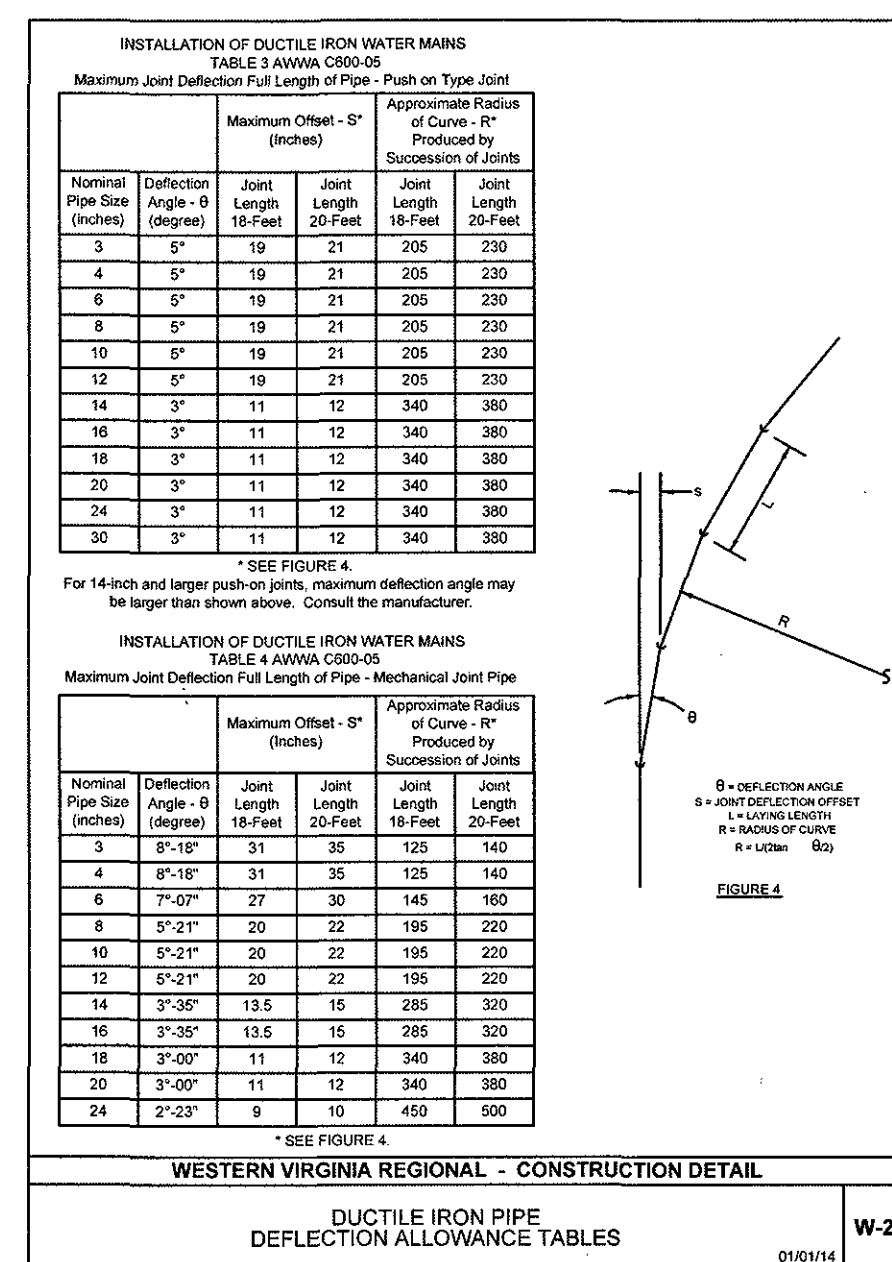 INSTALLATION OF DUCTILE IRON WATER MAINS
TABLE 3 AWWA C600-05
Maximum Joint Deflection Full Length of Pipe - Push on Type Joint
Maximum Offset - S* (Inches) Approximate Radius of Curve - R* Produced by Succession of Joints
Nominal Pipe Size (inches) Deflection Angle - θ (degree) Joint Length 18-Feet Joint Length 20-Feet Joint Length 18-Feet Joint Length 20-Feet
3 5° 19 21 205 230
4 5° 19 21 205 230
6 5° 19 21 205 230
8 5° 19 21 205 230
10 5° 19 21 205 230
12 5° 19 21 205 230
14 3° 11 12 340 380
16 3° 11 12 340 380
18 3° 11 12 340 380
20 3° 11 12 340 380
24 3° 11 12 340 380
30 3° 11 12 340 380
* SEE FIGURE 4.
For 14-inch and larger push-on joints, maximum deflection angle may
be larger than shown above. Consult the manufacturer.
INSTALLATION OF DUCTILE IRON WATER MAINS
TABLE 4 AWWA C600-05
Maximum Joint Deflection Full Length of Pipe - Mechanical Joint Pipe
Maximum Offset - S* (Inches) Approximate Radius of Curve - R* Produced by Succession of Joints
Nominal Pipe Size (inches) Deflection Angle - θ (degree) Joint Length 18-Feet Joint Length 20-Feet Joint Length 18-Feet Joint Length 20-Feet
3 8°-18" 31 35 125 140
4 8°-18" 31 35 125 140
6 7°-07" 27 30 145 160
8 5°-21" 20 22 195 220
10 5°-21" 20 22 195 220
12 5°-21" 20 22 195 220
14 3°-35" 13.5 15 285 320
16 3°-35" 13.5 15 285 320
18 3°-00" 11 12 340 380
20 3°-00" 11 12 340 380
24 2°-23" 9 10 450 500
* SEE FIGURE 4.
S
L
R
θ
θ = DEFLECTION ANGLE
S = JOINT DEFLECTION OFFSET
L = LAYING LENGTH
R = RADIUS OF CURVE
R = L/(2tan θ/2)
FIGURE 4
WESTERN VIRGINIA REGIONAL - CONSTRUCTION DETAIL
DUCTILE IRON PIPE
DEFLECTION ALLOWANCE TABLES
01/01/14
W-2